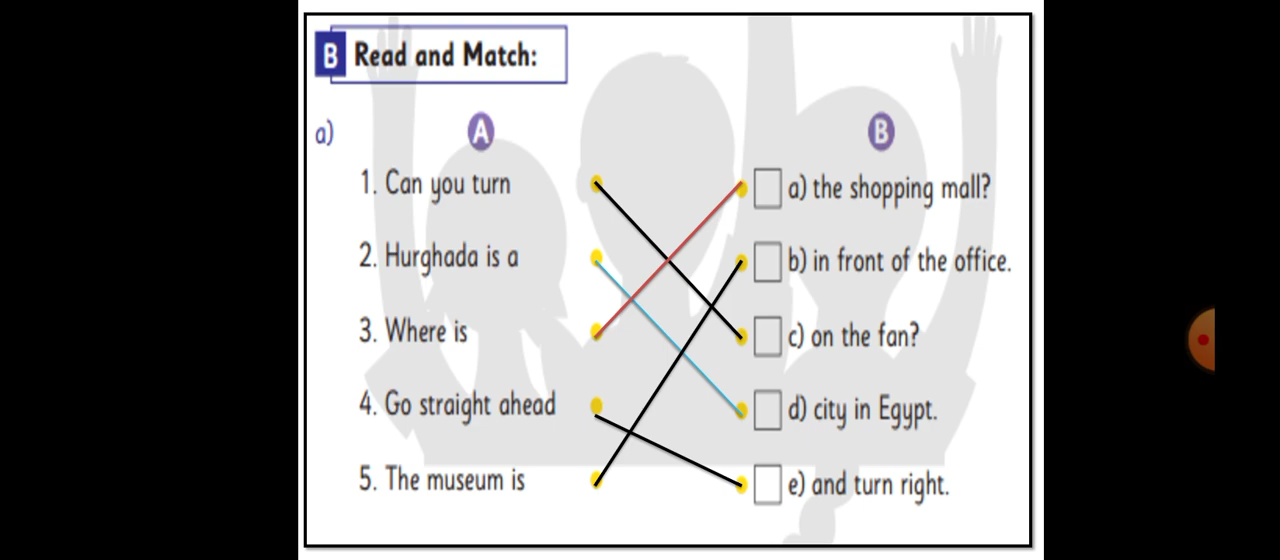 B Read and Match:
a)
A B
1. Can you turn a) the shopping mall?
2. Hurghada is a b) in front of the office.
3. Where is c) on the fan?
4. Go straight ahead d) city in Egypt.
5. The museum is e) and turn right.